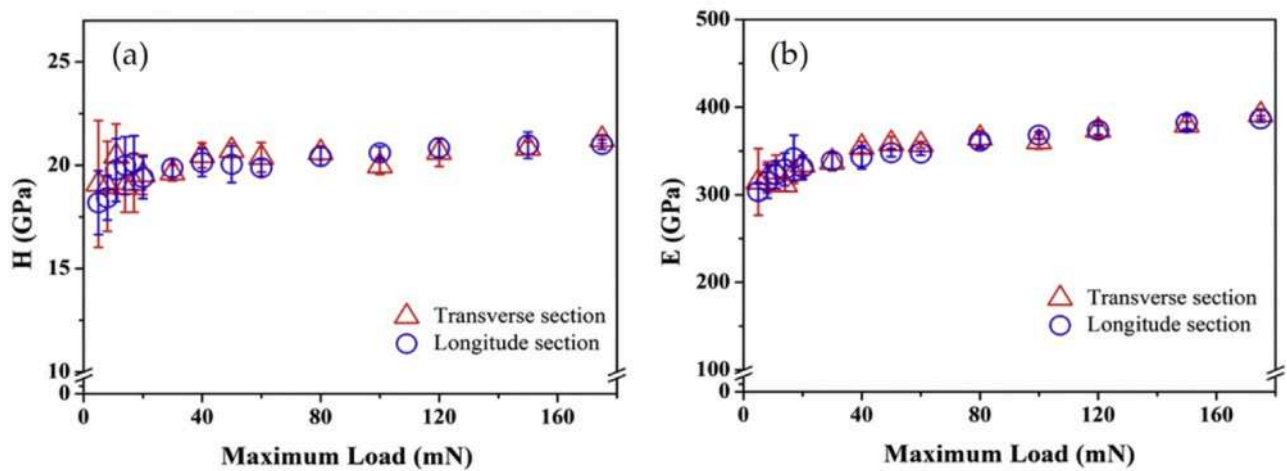 (a)
25
20
15
10
0
H (GPa)
Transverse section
Longitude section
0 40 80 120 160
Maximum Load (mN)
(b)
500
400
300
200
100
0
E (GPa)
Transverse section
Longitude section
0 40 80 120 160
Maximum Load (mN)